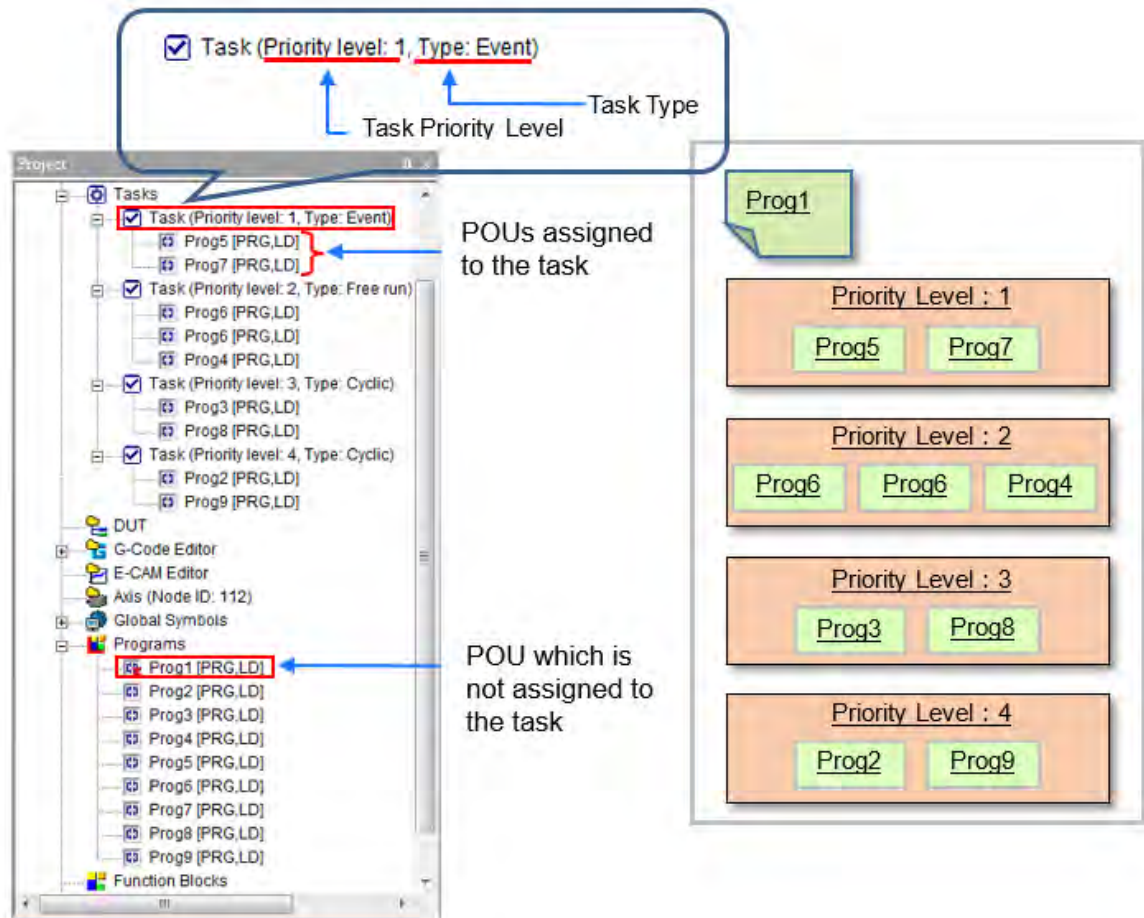 Task (Priority level: 1, Type: Event)
Task Type
Task Priority Level
Project
Tasks
Task (Priority level: 1, Type: Event)
Prog5 [PRG,LD]
Prog7 [PRG,LD]
Task (Priority level: 2, Type: Free run)
Prog6 [PRG,LD]
Prog6 [PRG,LD]
Prog4 [PRG,LD]
Task (Priority level: 3, Type: Cyclic)
Prog3 [PRG,LD]
Prog8 [PRG,LD]
Task (Priority level: 4, Type: Cyclic)
Prog2 [PRG,LD]
Prog9 [PRG,LD]
DUT
G-Code Editor
E-CAM Editor
Axis (Node ID: 112)
Global Symbols
Programs
Prog1 [PRG,LD]
Prog2 [PRG,LD]
Prog3 [PRG,LD]
Prog4 [PRG,LD]
Prog5 [PRG,LD]
Prog6 [PRG,LD]
Prog7 [PRG,LD]
Prog8 [PRG,LD]
Prog9 [PRG,LD]
Function Blocks
POUs assigned
to the task
POU which is
not assigned to
the task
Prog1
Priority Level : 1
Prog5 Prog7
Priority Level : 2
Prog6 Prog6 Prog4
Priority Level : 3
Prog3 Prog8
Priority Level : 4
Prog2 Prog9